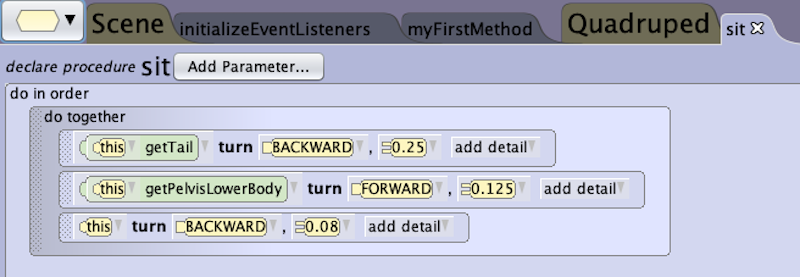 Scene initializeEventListeners myFirstMethod Quadruped sit
declare procedure sit Add Parameter...
do in order
do together
this getTail turn BACKWARD , 0.25 add detail
this getPelvisLowerBody turn FORWARD , 0.125 add detail
this turn BACKWARD , 0.08 add detail